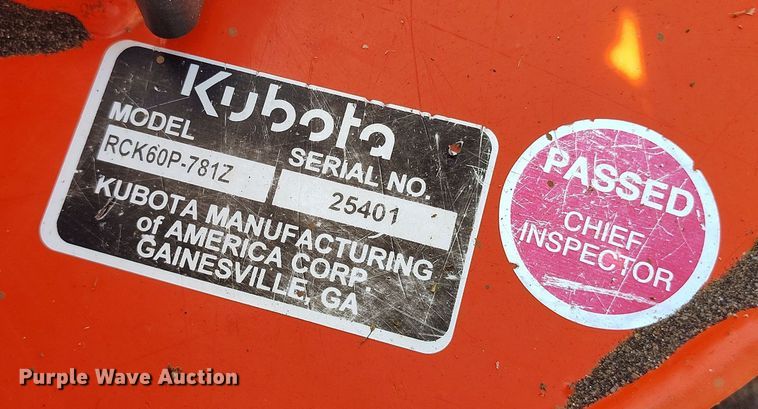 Kubota
MODEL
RCK60P-781Z
SERIAL NO.
25401
KUBOTA MANUFACTURING
of AMERICA CORP.
GAINESVILLE, GA
PASSED
CHIEF
INSPECTOR
Purple Wave Auction